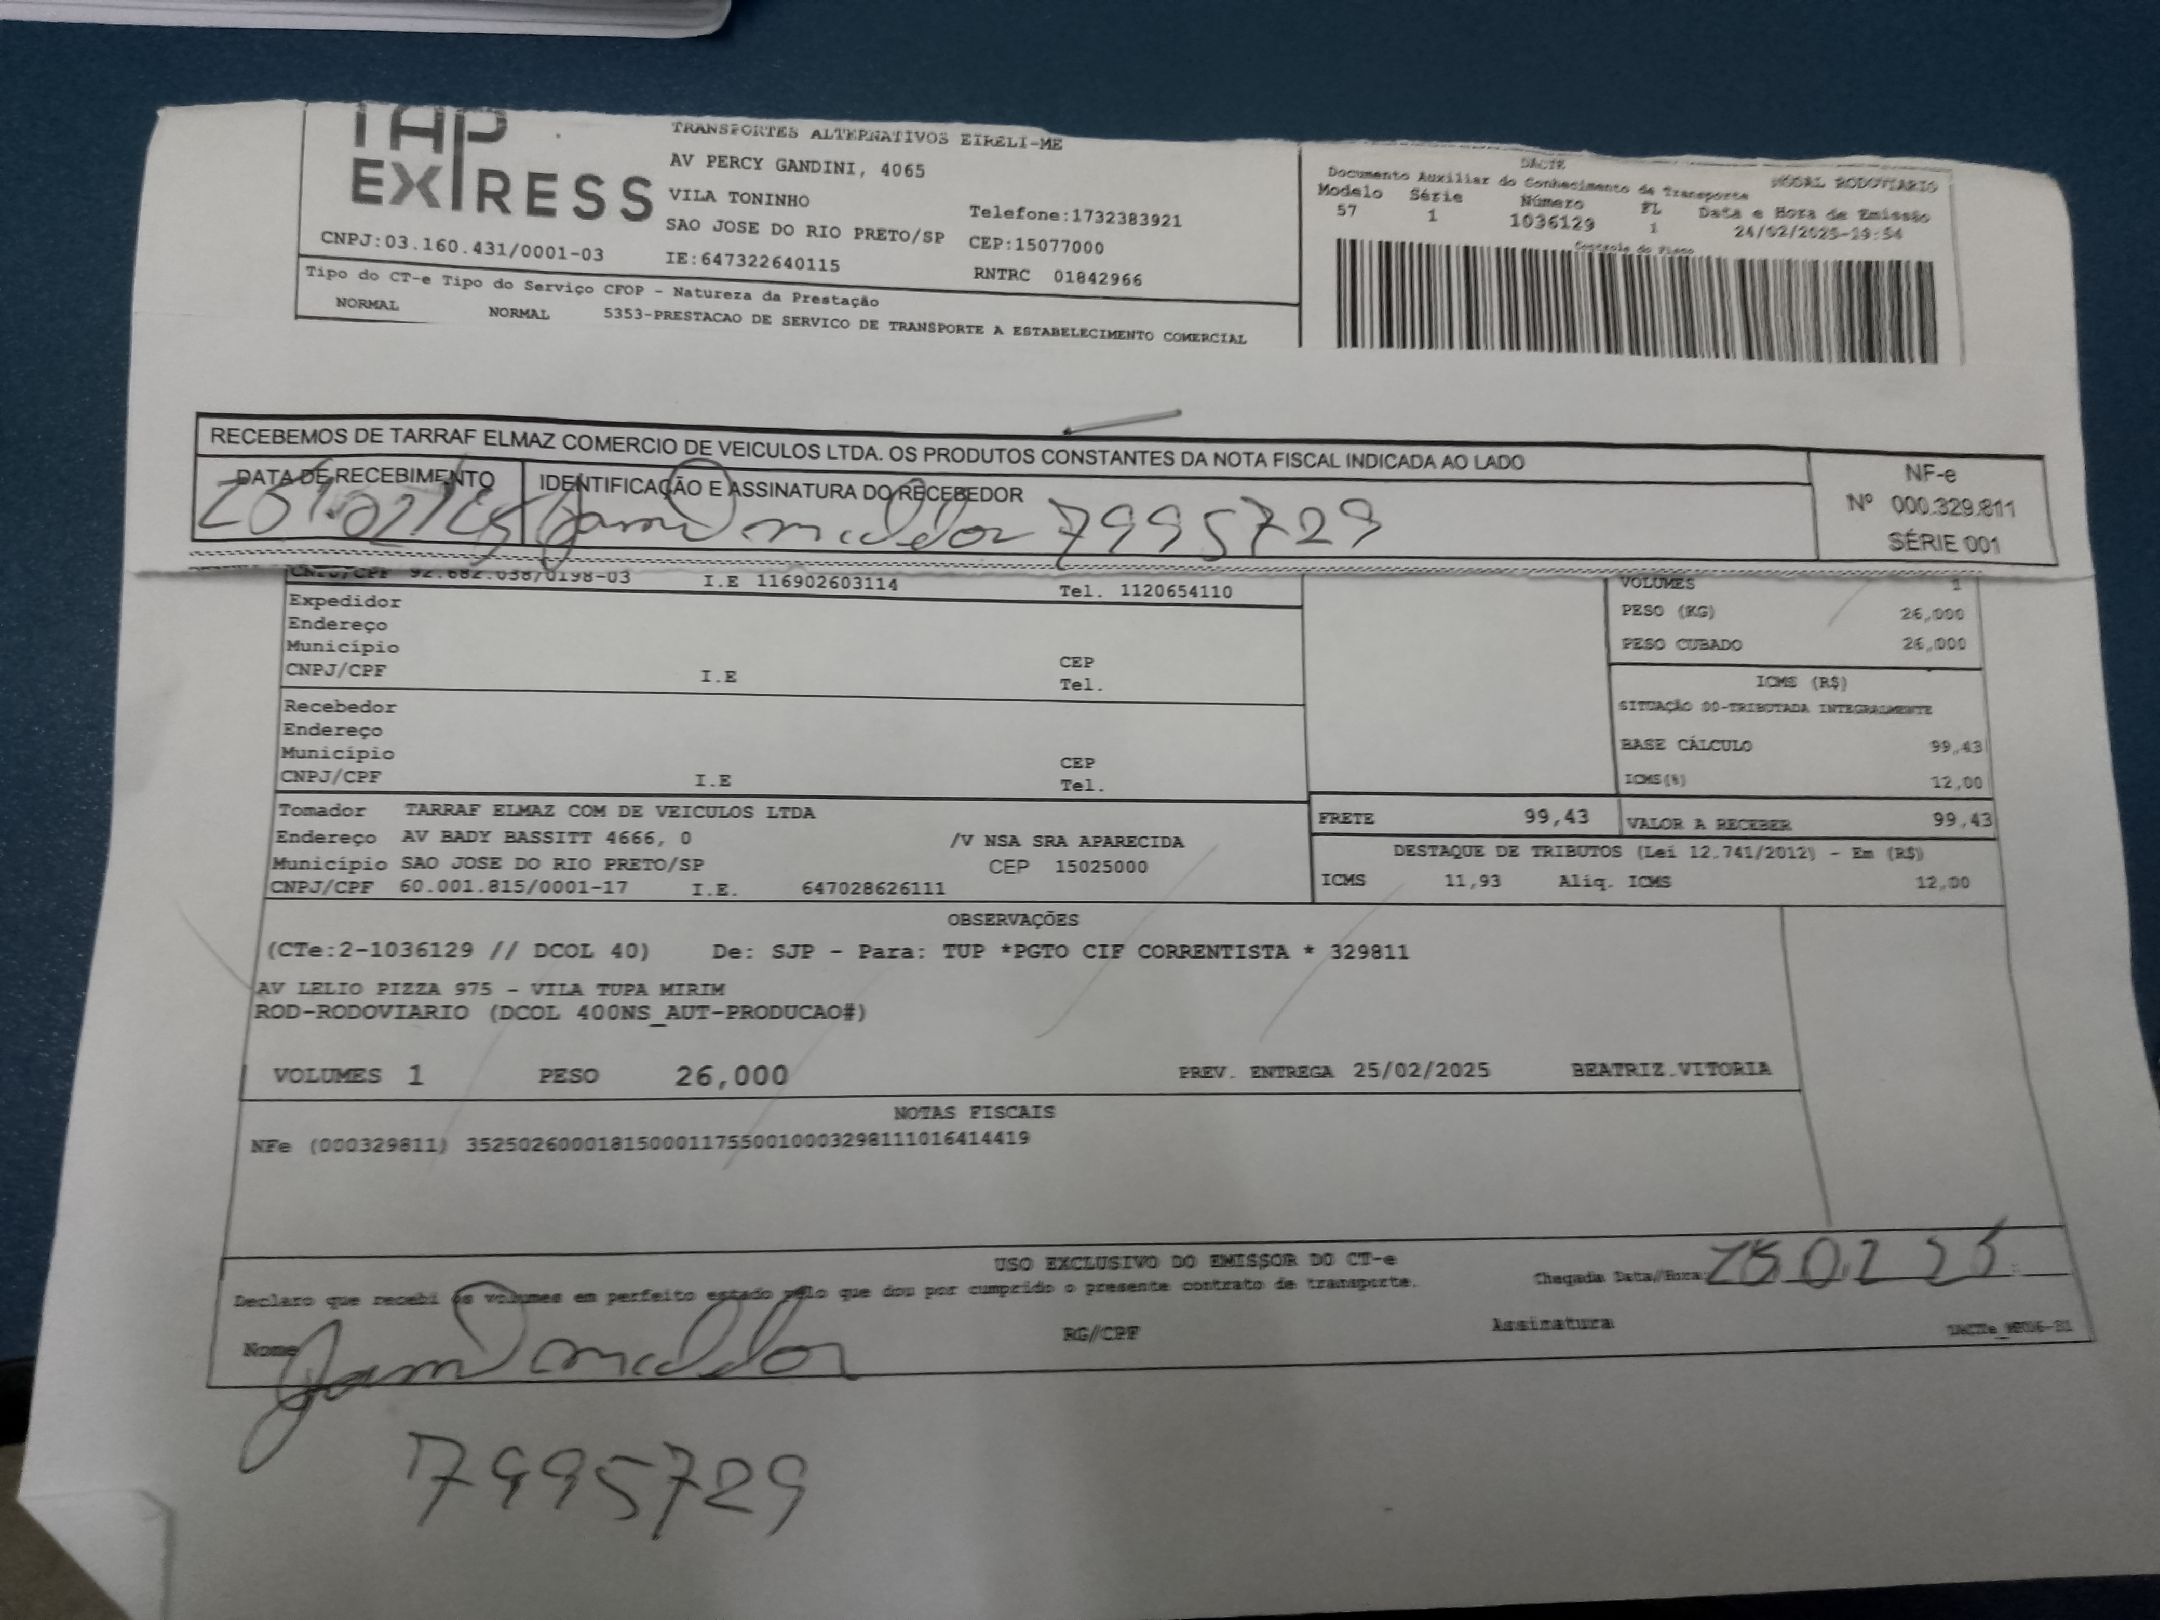 TAP
EXPRESS
TRANSPORTES ALTERNATIVOS EIRELI-ME
AV PERCY GANDINI, 4065
VILA TONINHO
SAO JOSE DO RIO PRETO/SP
Telefone:1732383921
CEP:15077000
CNPJ:03.160.431/0001-03 IE:647322640115 RNTRC 01842966
Tipo do CT-e Tipo do Serviço CFOP - Natureza da Prestação
NORMAL NORMAL 5353-PRESTACAO DE SERVICO DE TRANSPORTE A ESTABELECIMENTO COMERCIAL
DACTE
Documento Auxiliar do Conhecimento de Transporte MODAL RODOVIARIO
Modelo Série Número FL Data e Hora de Emissão
57 1 1036129 1 24/02/2025-19:54
Controle do Fisco
RECEBEMOS DE TARRAF ELMAZ COMERCIO DE VEICULOS LTDA. OS PRODUTOS CONSTANTES DA NOTA FISCAL INDICADA AO LADO
DATA DE RECEBIMENTO IDENTIFICAÇÃO E ASSINATURA DO RECEBEDOR
25/02/25 7995729
NF-e
Nº 000.329.811
SÉRIE 001
CNPJ/CPF 92.682.038/0198-03 I.E 116902603114 Tel. 1120654110
Expedidor
Endereço
Município CEP
CNPJ/CPF I.E Tel.
Recebedor
Endereço
Município CEP
CNPJ/CPF I.E Tel.
VOLUMES 1
PESO (KG) 26,000
PESO CUBADO 26,000
ICMS (R$)
SITUAÇÃO 00-TRIBUTADA INTEGRALMENTE
BASE CÁLCULO 99,43
ICMS(%) 12,00
Tomador TARRAF ELMAZ COM DE VEICULOS LTDA
Endereço AV BADY BASSITT 4666, 0 /V NSA SRA APARECIDA
Município SAO JOSE DO RIO PRETO/SP CEP 15025000
CNPJ/CPF 60.001.815/0001-17 I.E. 647028626111
FRETE 99,43 VALOR A RECEBER 99,43
DESTAQUE DE TRIBUTOS (Lei 12.741/2012) - Em (R$)
ICMS 11,93 Aliq. ICMS 12,00
OBSERVAÇÕES
(CTe:2-1036129 // DCOL 40) De: SJP - Para: TUP *PGTO CIF CORRENTISTA * 329811
AV LELIO PIZZA 975 - VILA TUPA MIRIM
ROD-RODOVIARIO (DCOL 400NS_AUT-PRODUCAO#)
VOLUMES 1 PESO 26,000 PREV. ENTREGA 25/02/2025 BEATRIZ.VITORIA
NOTAS FISCAIS
NFe (000329811) 35250260001815000117550010003298111016414419
USO EXCLUSIVO DO EMISSOR DO CT-e
Declaro que recebi os volumes em perfeito estado pelo que dou por cumprido o presente contrato de transporte.
Chegada Data/Hora: 25 02 25
Nome RG/CPF Assinatura
7995729